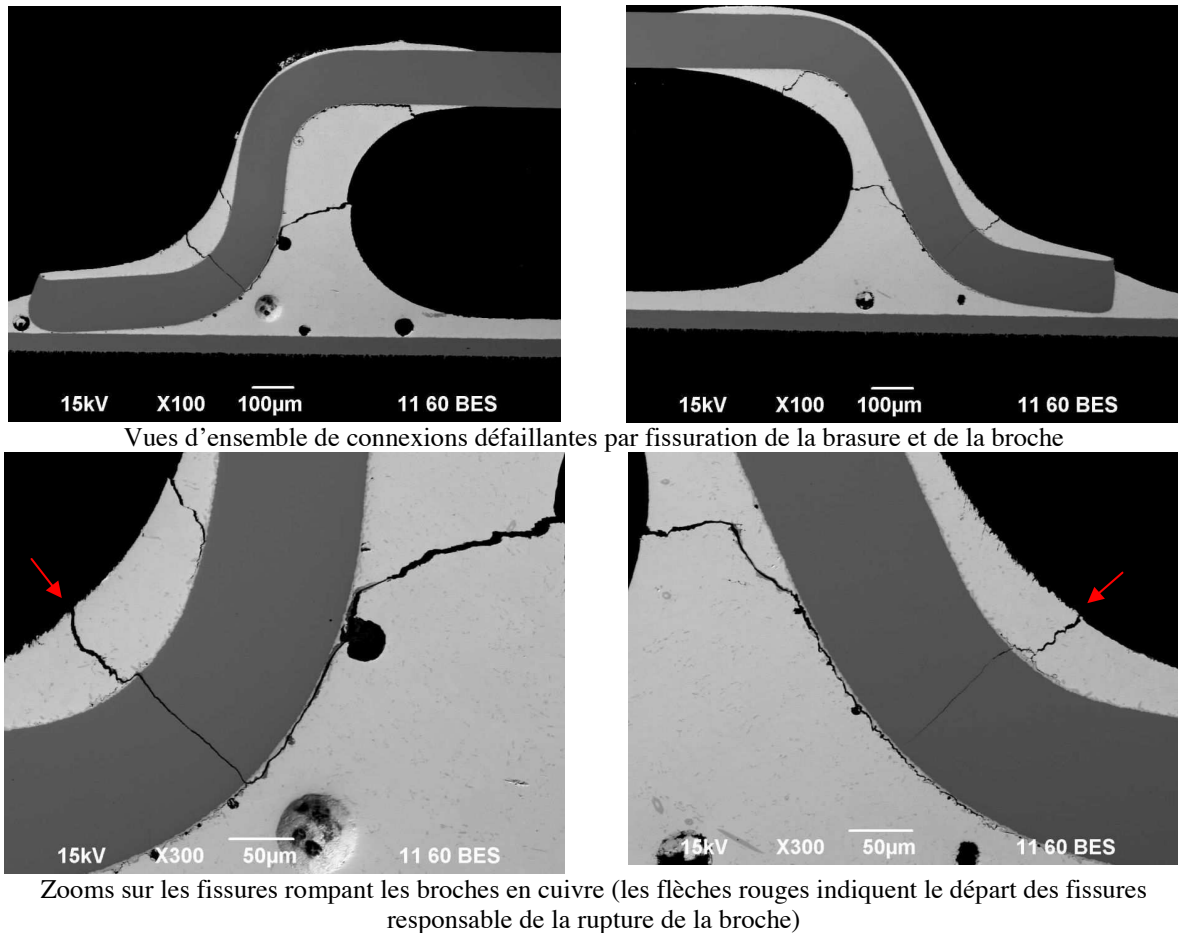 15kV X100 100µm 11 60 BES
15kV X100 100µm 11 60 BES
Vues d'ensemble de connexions défaillantes par fissuration de la brasure et de la broche
15kV X300 50µm 11 60 BES
15kV X300 50µm 11 60 BES
Zooms sur les fissures rompant les broches en cuivre (les flèches rouges indiquent le départ des fissures
responsable de la rupture de la broche)